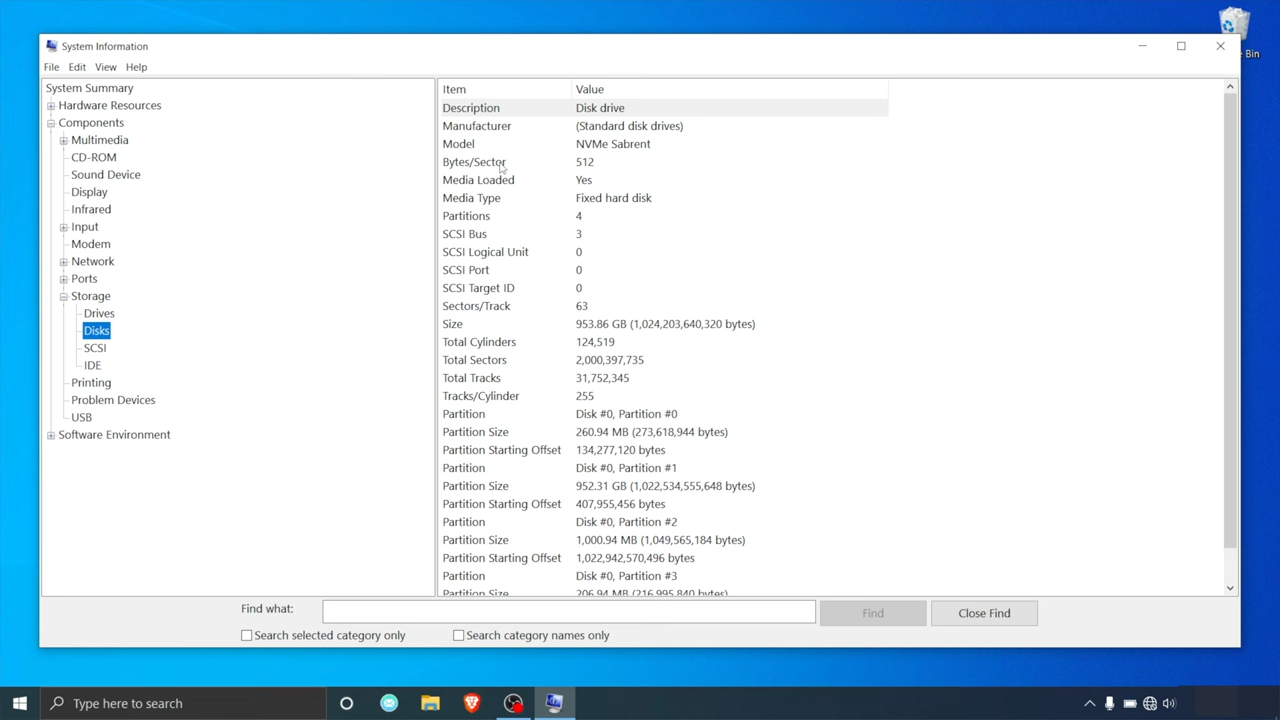 System Information
File Edit View Help
System Summary
Hardware Resources
Components
Multimedia
CD-ROM
Sound Device
Display
Infrared
Input
Modem
Network
Ports
Storage
Drives
Disks
SCSI
IDE
Printing
Problem Devices
USB
Software Environment
Item Value
Description Disk drive
Manufacturer (Standard disk drives)
Model NVMe Sabrent
Bytes/Sector 512
Media Loaded Yes
Media Type Fixed hard disk
Partitions 4
SCSI Bus 3
SCSI Logical Unit 0
SCSI Port 0
SCSI Target ID 0
Sectors/Track 63
Size 953.86 GB (1,024,203,640,320 bytes)
Total Cylinders 124,519
Total Sectors 2,000,397,735
Total Tracks 31,752,345
Tracks/Cylinder 255
Partition Disk #0, Partition #0
Partition Size 260.94 MB (273,618,944 bytes)
Partition Starting Offset 134,277,120 bytes
Partition Disk #0, Partition #1
Partition Size 952.31 GB (1,022,534,555,648 bytes)
Partition Starting Offset 407,955,456 bytes
Partition Disk #0, Partition #2
Partition Size 1,000.94 MB (1,049,565,184 bytes)
Partition Starting Offset 1,022,942,570,496 bytes
Partition Disk #0, Partition #3
Partition Size 206.94 MB (216,995,840 bytes)
Find what: Find Close Find
Search selected category only Search category names only
Bin
Type here to search